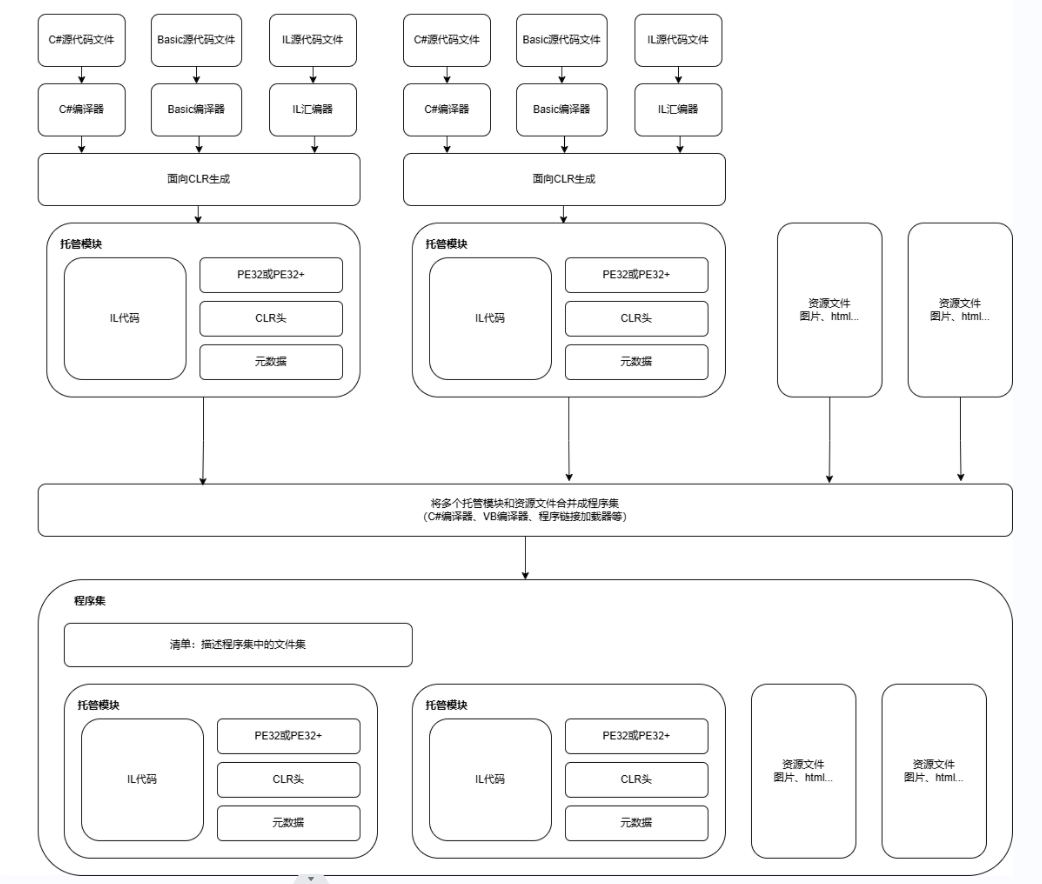 C#源代码文件
Basic源代码文件
IL源代码文件
C#源代码文件
Basic源代码文件
IL源代码文件
C#编译器
Basic编译器
IL汇编器
C#编译器
Basic编译器
IL汇编器
面向CLR生成
面向CLR生成
托管模块
IL代码
PE32或PE32+
CLR头
元数据
托管模块
IL代码
PE32或PE32+
CLR头
元数据
资源文件
图片、html...
资源文件
图片、html...
将多个托管模块和资源文件合并成程序集
（C#编译器、VB编译器、程序链接加载器等）
程序集
清单：描述程序集中的文件集
托管模块
IL代码
PE32或PE32+
CLR头
元数据
托管模块
IL代码
PE32或PE32+
CLR头
元数据
资源文件
图片、html...
资源文件
图片、html...